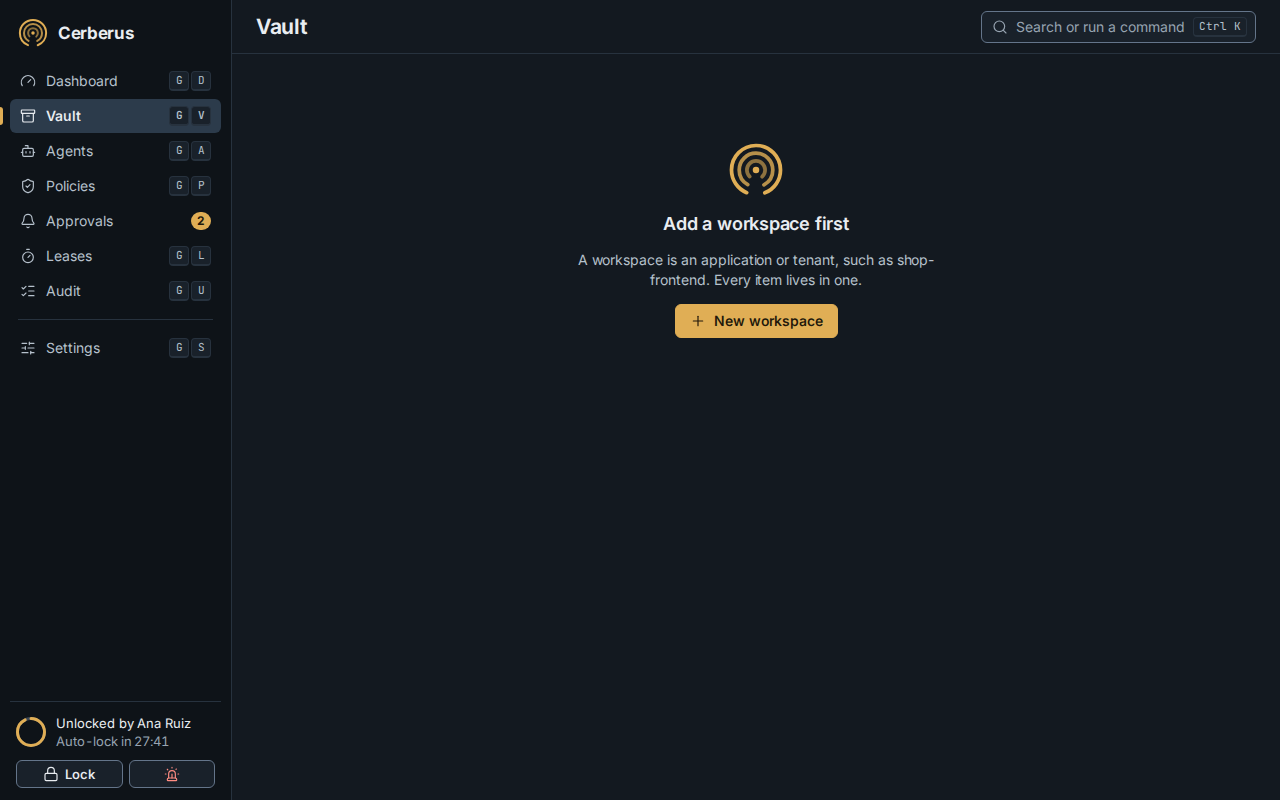 Cerberus
Dashboard G D
Vault G V
Agents G A
Policies G P
Approvals 2
Leases G L
Audit G U
Settings G S
Unlocked by Ana Ruiz
Auto-lock in 27:41
Lock
Vault
Search or run a command Ctrl K
Add a workspace first
A workspace is an application or tenant, such as shop-
frontend. Every item lives in one.
New workspace